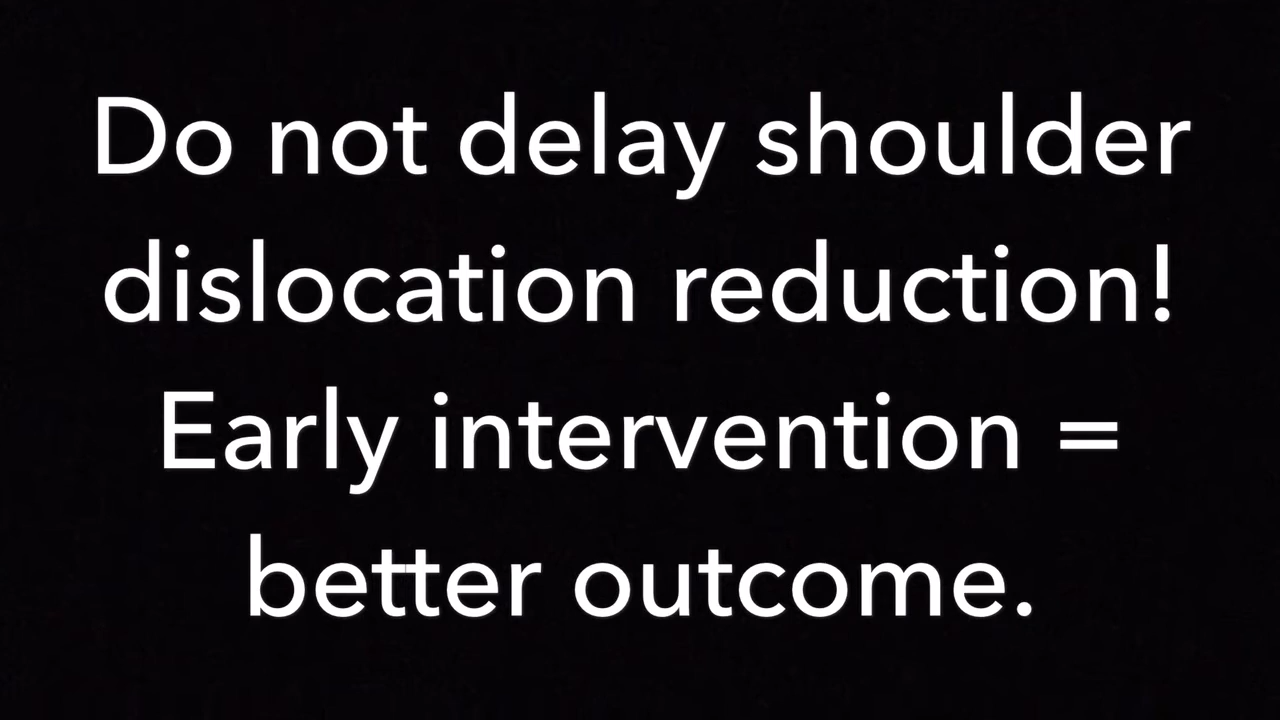 Do not delay shoulder
dislocation reduction!
Early intervention =
better outcome.